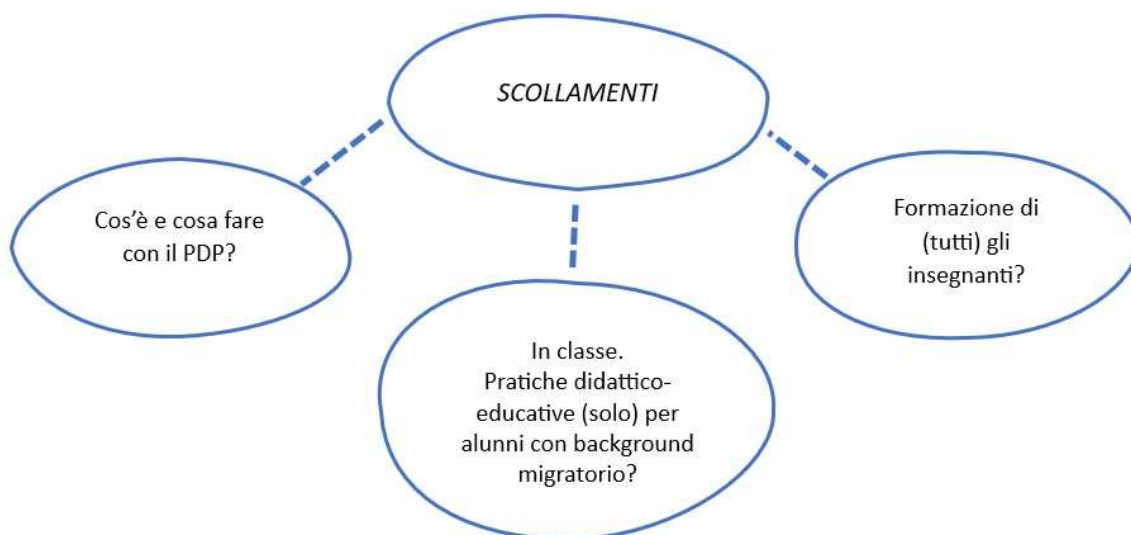 SCOLLAMENTI
Cos’è e cosa fare
con il PDP?
In classe.
Pratiche didattico-
educative (solo) per
alunni con background
migratorio?
Formazione di
(tutti) gli
insegnanti?